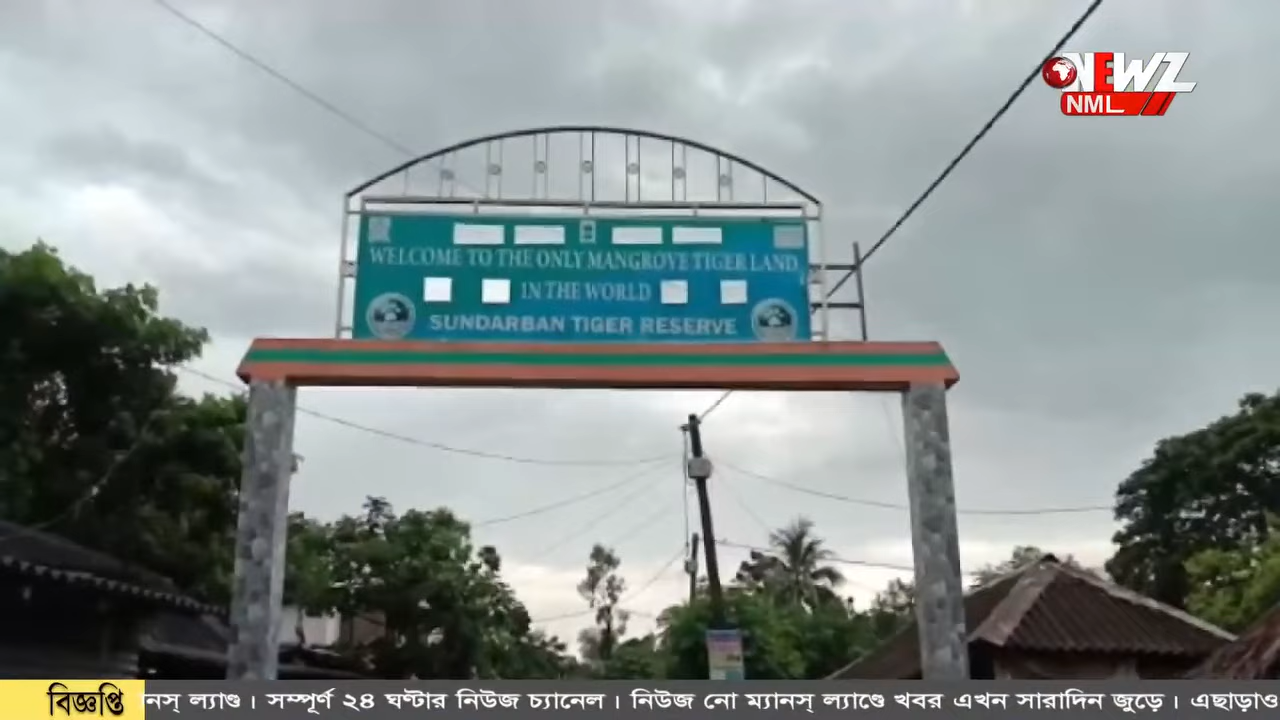 NEWZ
NML
WELCOME TO THE ONLY MANGROVE TIGER LAND
IN THE WORLD
SUNDARBAN TIGER RESERVE
বিজ্ঞপ্তি
নস্ ল্যাণ্ড । সম্পূর্ণ ২৪ ঘণ্টার নিউজ চ্যানেল । নিউজ নো ম্যানস্ ল্যাণ্ডে খবর এখন সারাদিন জুড়ে । এছাড়াও